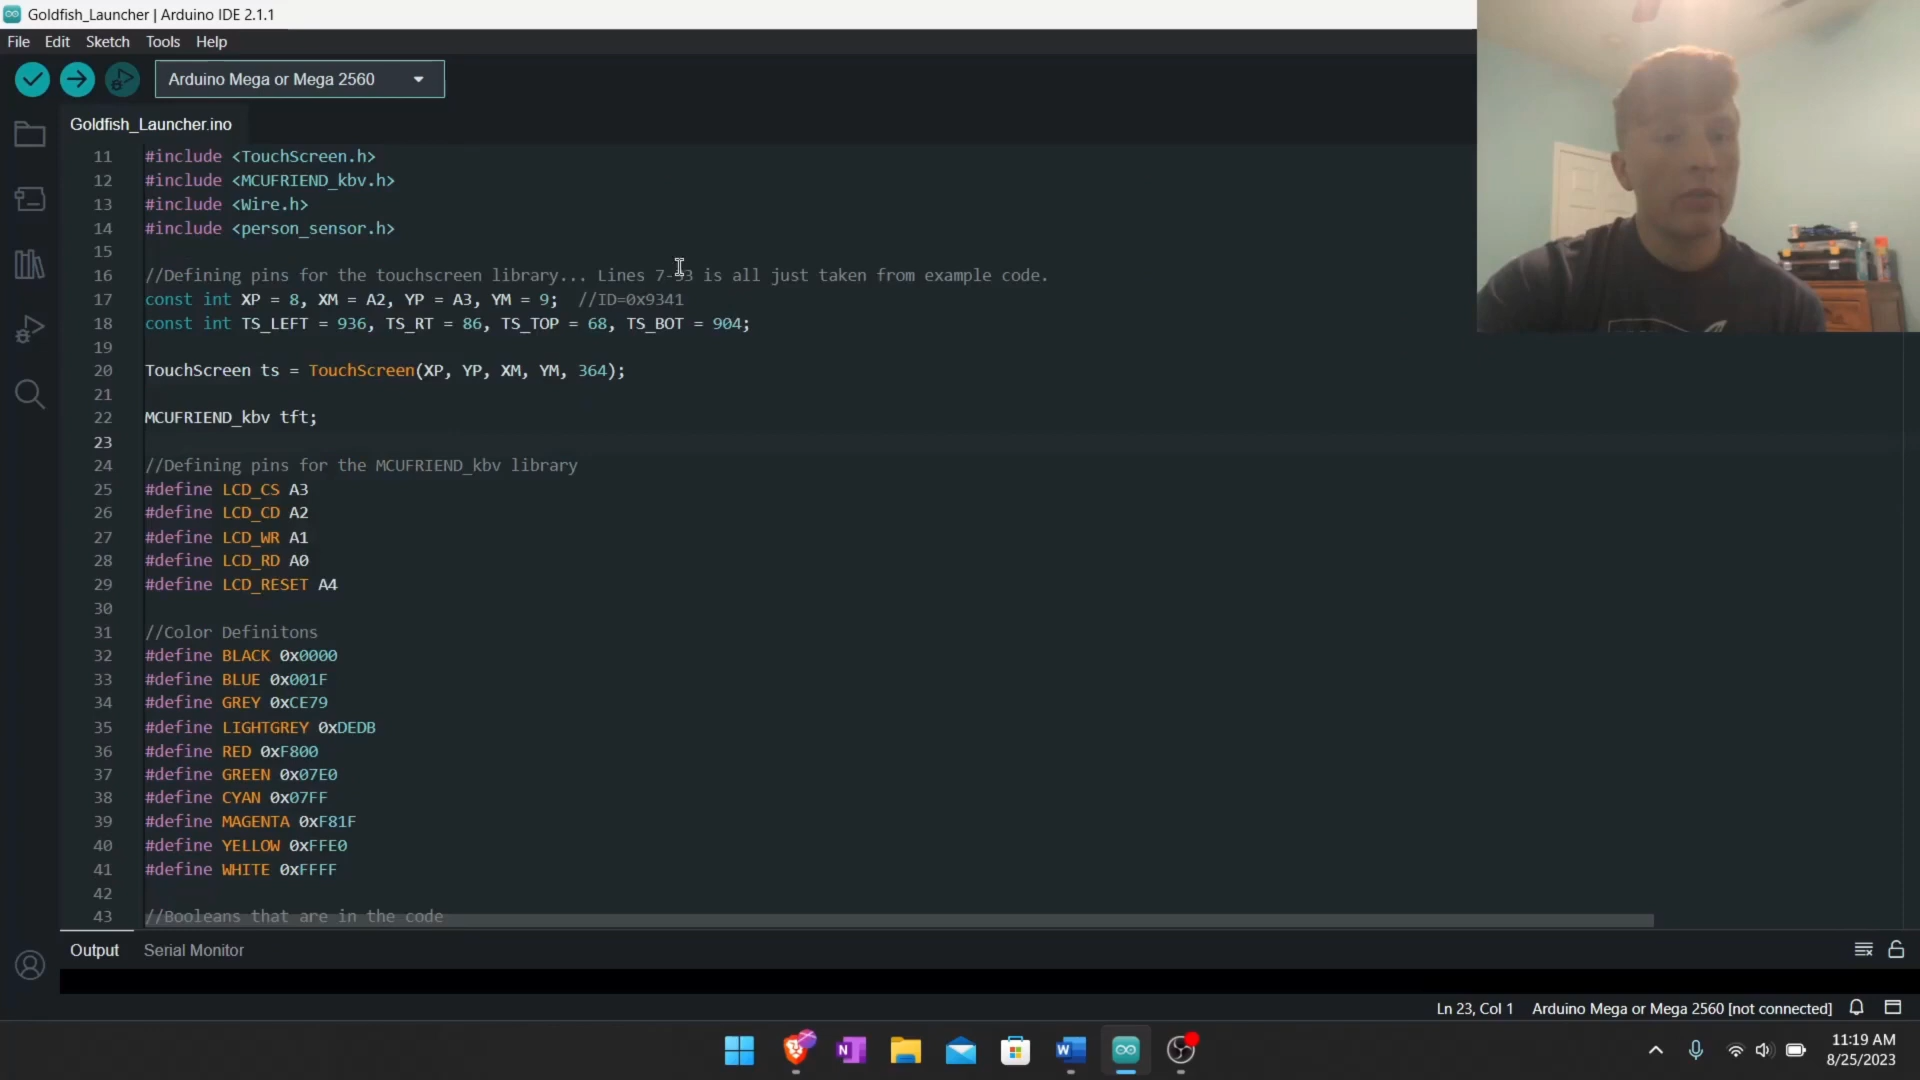 Goldfish_Launcher | Arduino IDE 2.1.1
File Edit Sketch Tools Help
Arduino Mega or Mega 2560
Goldfish_Launcher.ino
11 #include <TouchScreen.h>
12 #include <MCUFRIEND_kbv.h>
13 #include <Wire.h>
14 #include <person_sensor.h>
15
16 //Defining pins for the touchscreen library... Lines 7-33 is all just taken from example code.
17 const int XP = 8, XM = A2, YP = A3, YM = 9; //ID=0x9341
18 const int TS_LEFT = 936, TS_RT = 86, TS_TOP = 68, TS_BOT = 904;
19
20 TouchScreen ts = TouchScreen(XP, YP, XM, YM, 364);
21
22 MCUFRIEND_kbv tft;
23
24 //Defining pins for the MCUFRIEND_kbv library
25 #define LCD_CS A3
26 #define LCD_CD A2
27 #define LCD_WR A1
28 #define LCD_RD A0
29 #define LCD_RESET A4
30
31 //Color Definitons
32 #define BLACK 0x0000
33 #define BLUE 0x001F
34 #define GREY 0xCE79
35 #define LIGHTGREY 0xDEDB
36 #define RED 0xF800
37 #define GREEN 0x07E0
38 #define CYAN 0x07FF
39 #define MAGENTA 0xF81F
40 #define YELLOW 0xFFE0
41 #define WHITE 0xFFFF
42
43 //Booleans that are in the code
Output Serial Monitor
Ln 23, Col 1 Arduino Mega or Mega 2560 [not connected]
11:19 AM
8/25/2023